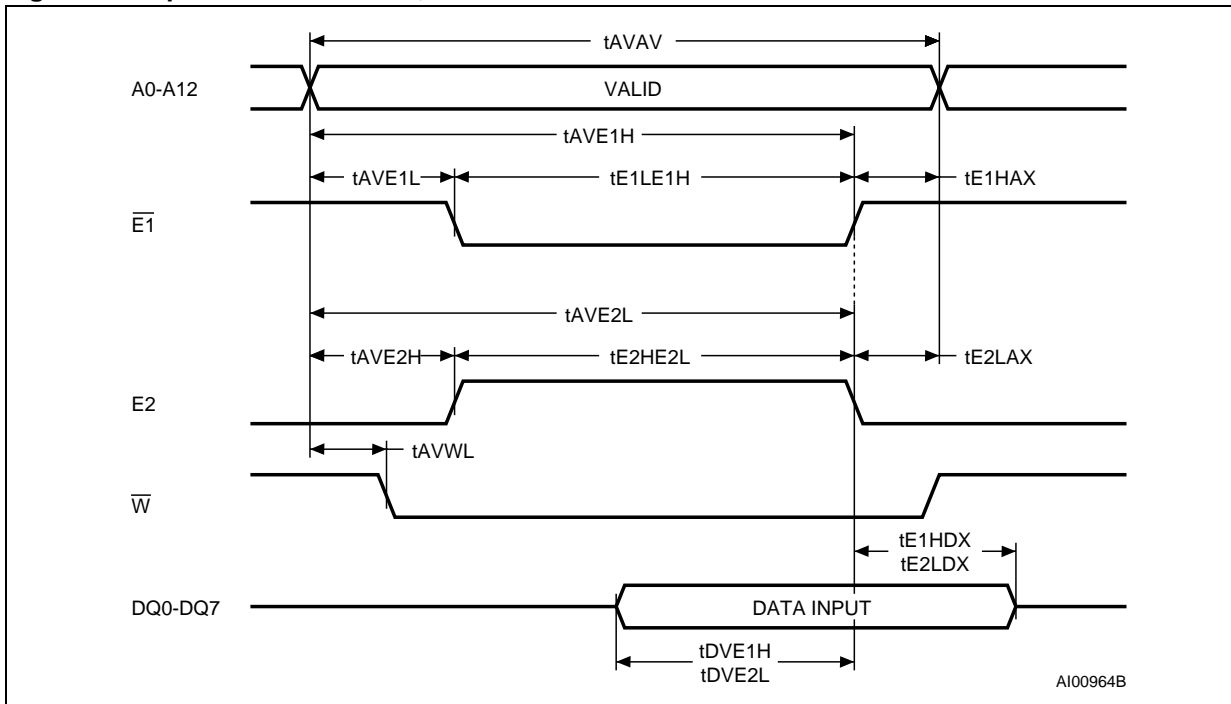 tAVAV
A0-A12
VALID
tAVE1H
tAVE1L
tE1LE1H
tE1HAX
E1
tAVE2L
tAVE2H
tE2HE2L
tE2LAX
E2
tAVWL
W
tE1HDX
tE2LDX
DQ0-DQ7
DATA INPUT
tDVE1H
tDVE2L
AI00964B